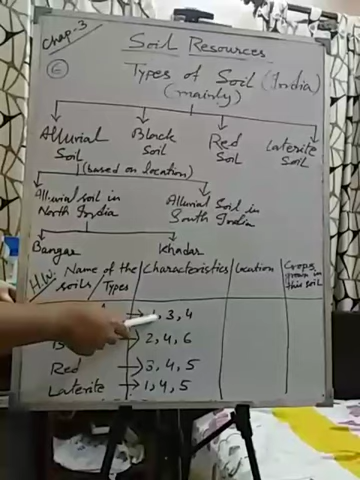 Chap-3
Soil Resources
E
Types of Soil (India)
(mainly)
Alluvial Soil
Black Soil
Red Soil
Laterite Soil
(based on location)
Alluvial soil in North India
Alluvial Soil in South India
Bangar
Khadar
H.W.
Name of the soils / Types
Characteristics
Location
Crops grown in this soil
, 3, 4
B → 2, 4, 6
Red → 3, 4, 5
Laterite → 1, 4, 5